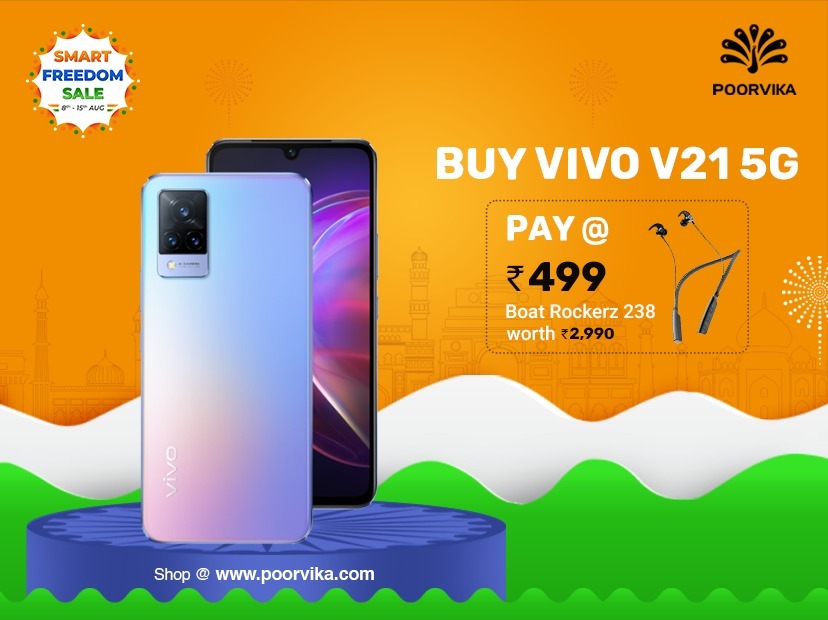 SMART
FREEDOM
SALE
8th - 15th AUG
POORVIKA
BUY VIVO V21 5G
PAY @
₹499
Boat Rockerz 238
worth ₹2,990
vivo
Shop @ www.poorvika.com